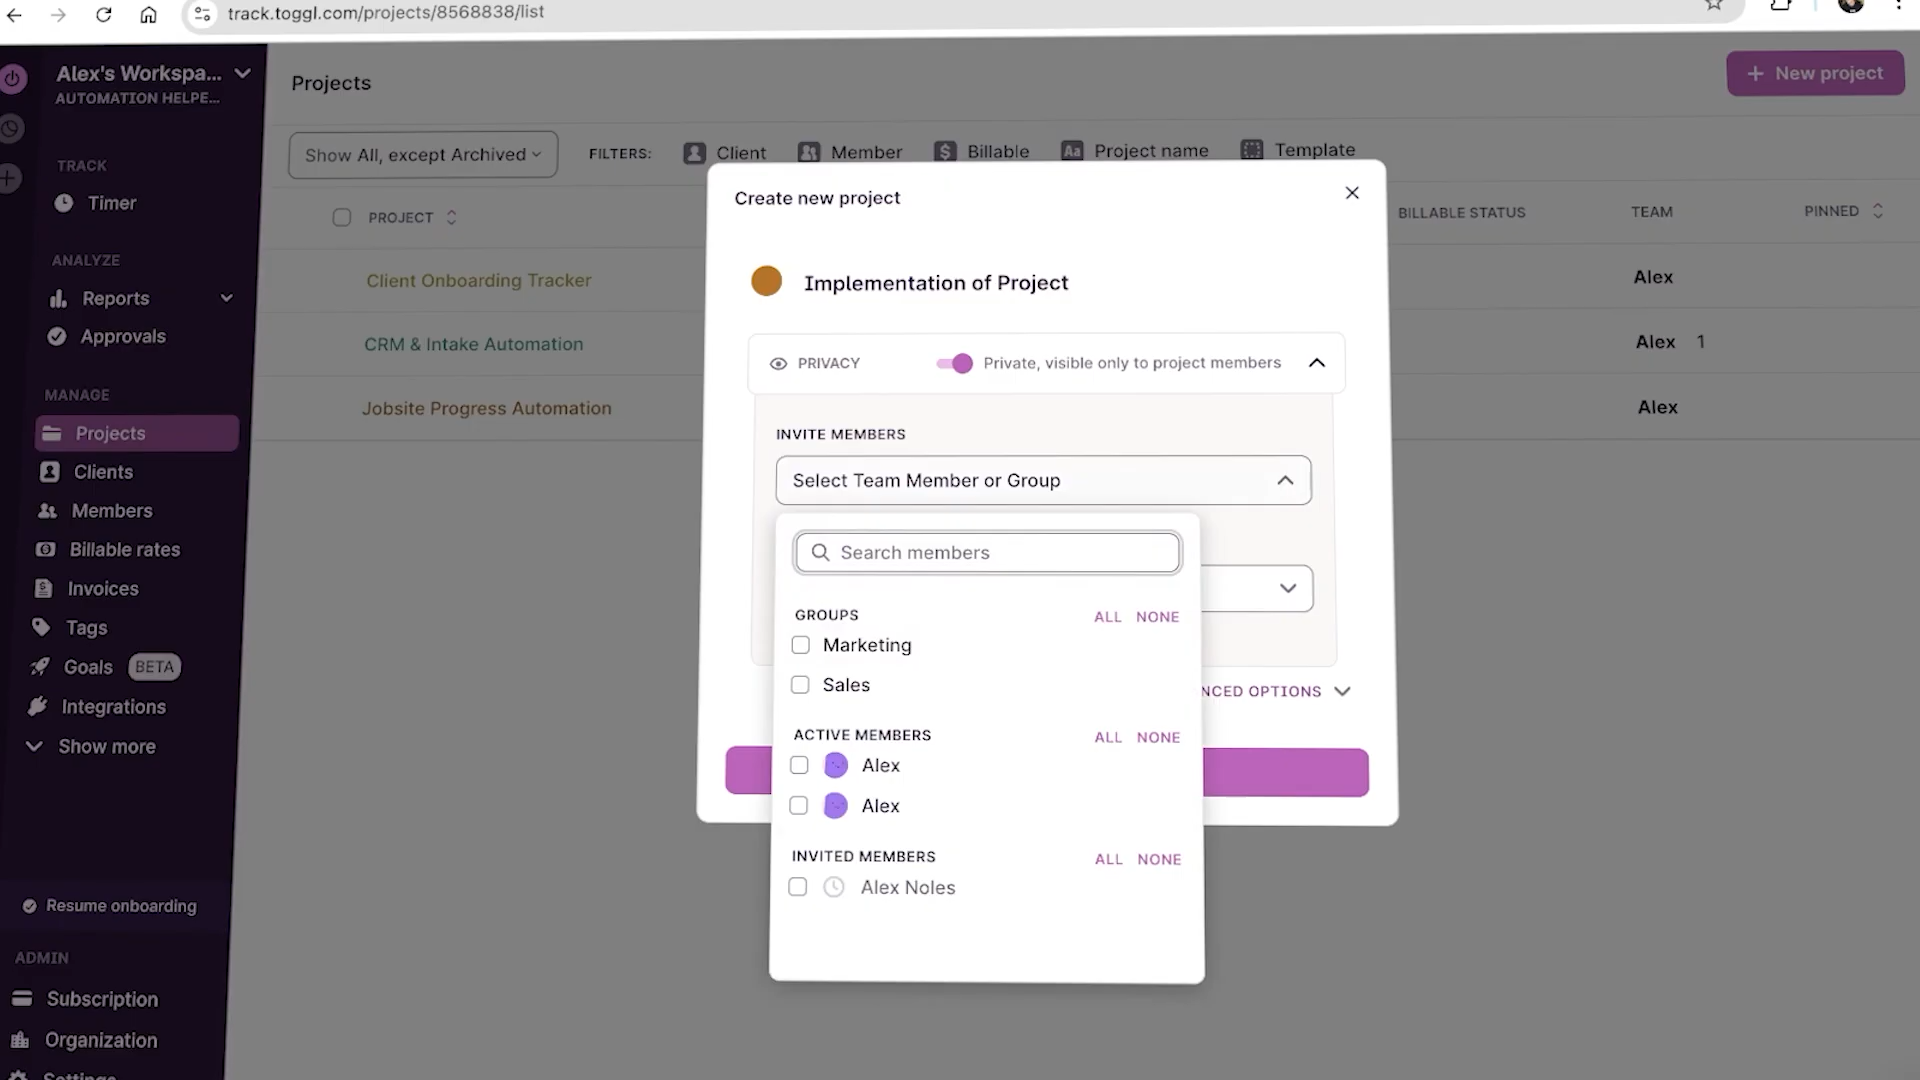 track.toggl.com/projects/8568838/list
Alex's Workspa...
AUTOMATION HELPE...
TRACK
Timer
ANALYZE
Reports
Approvals
MANAGE
Projects
Clients
Members
Billable rates
Invoices
Tags
Goals BETA
Integrations
Show more
Resume onboarding
ADMIN
Subscription
Organization
Settings
Projects
New project
Show All, except Archived
FILTERS: Client Member Billable Aa Project name Template
PROJECT BILLABLE STATUS TEAM PINNED
Client Onboarding Tracker Alex
CRM & Intake Automation Alex 1
Jobsite Progress Automation Alex
Create new project
Implementation of Project
PRIVACY Private, visible only to project members
INVITE MEMBERS
Select Team Member or Group
Search members
GROUPS ALL NONE
Marketing
Sales
NCED OPTIONS
ACTIVE MEMBERS ALL NONE
Alex
Alex
INVITED MEMBERS ALL NONE
Alex Noles